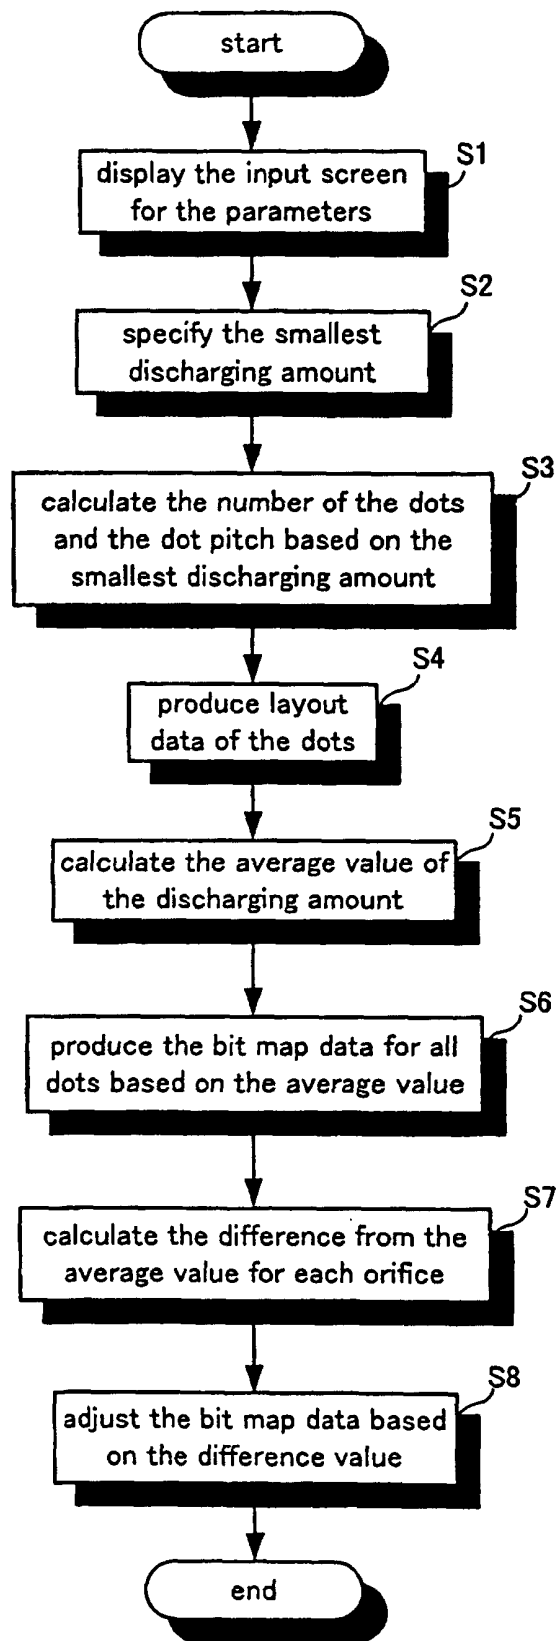 start
S1
display the input screen
for the parameters
S2
specify the smallest
discharging amount
S3
calculate the number of the dots
and the dot pitch based on the
smallest discharging amount
S4
produce layout
data of the dots
S5
calculate the average value of
the discharging amount
S6
produce the bit map data for all
dots based on the average value
S7
calculate the difference from the
average value for each orifice
S8
adjust the bit map data based
on the difference value
end